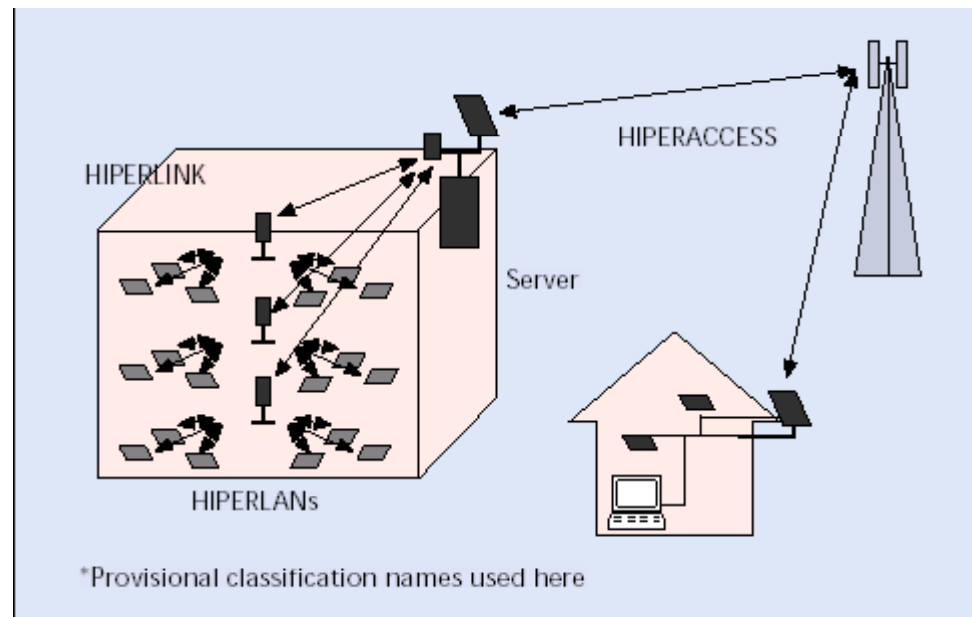 HIPERACCESS
HIPERLINK
Server
HIPERLANs
*Provisional classification names used here